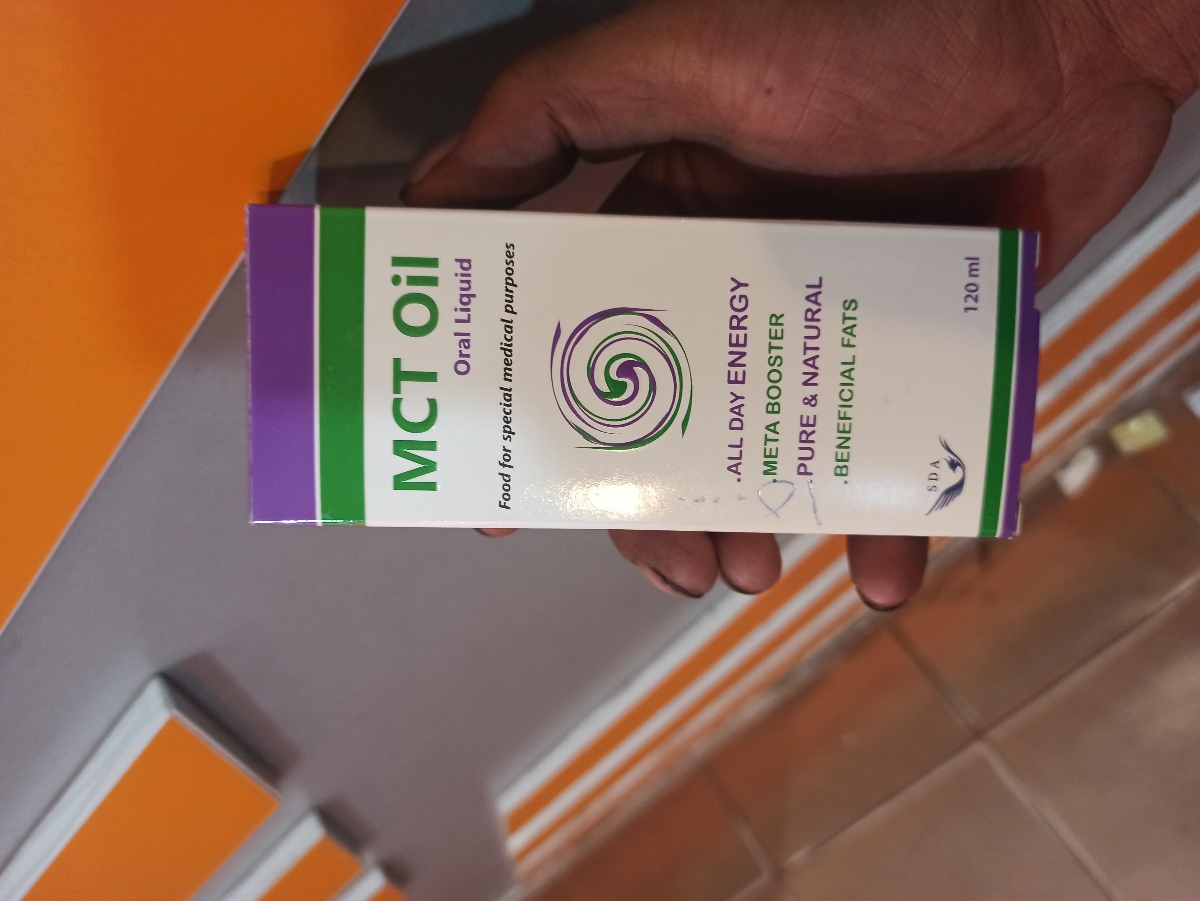 MCT Oil
Oral Liquid
Food for special medical purposes
.ALL DAY ENERGY
.META BOOSTER
.PURE & NATURAL
.BENEFICIAL FATS
SDA
120 ml